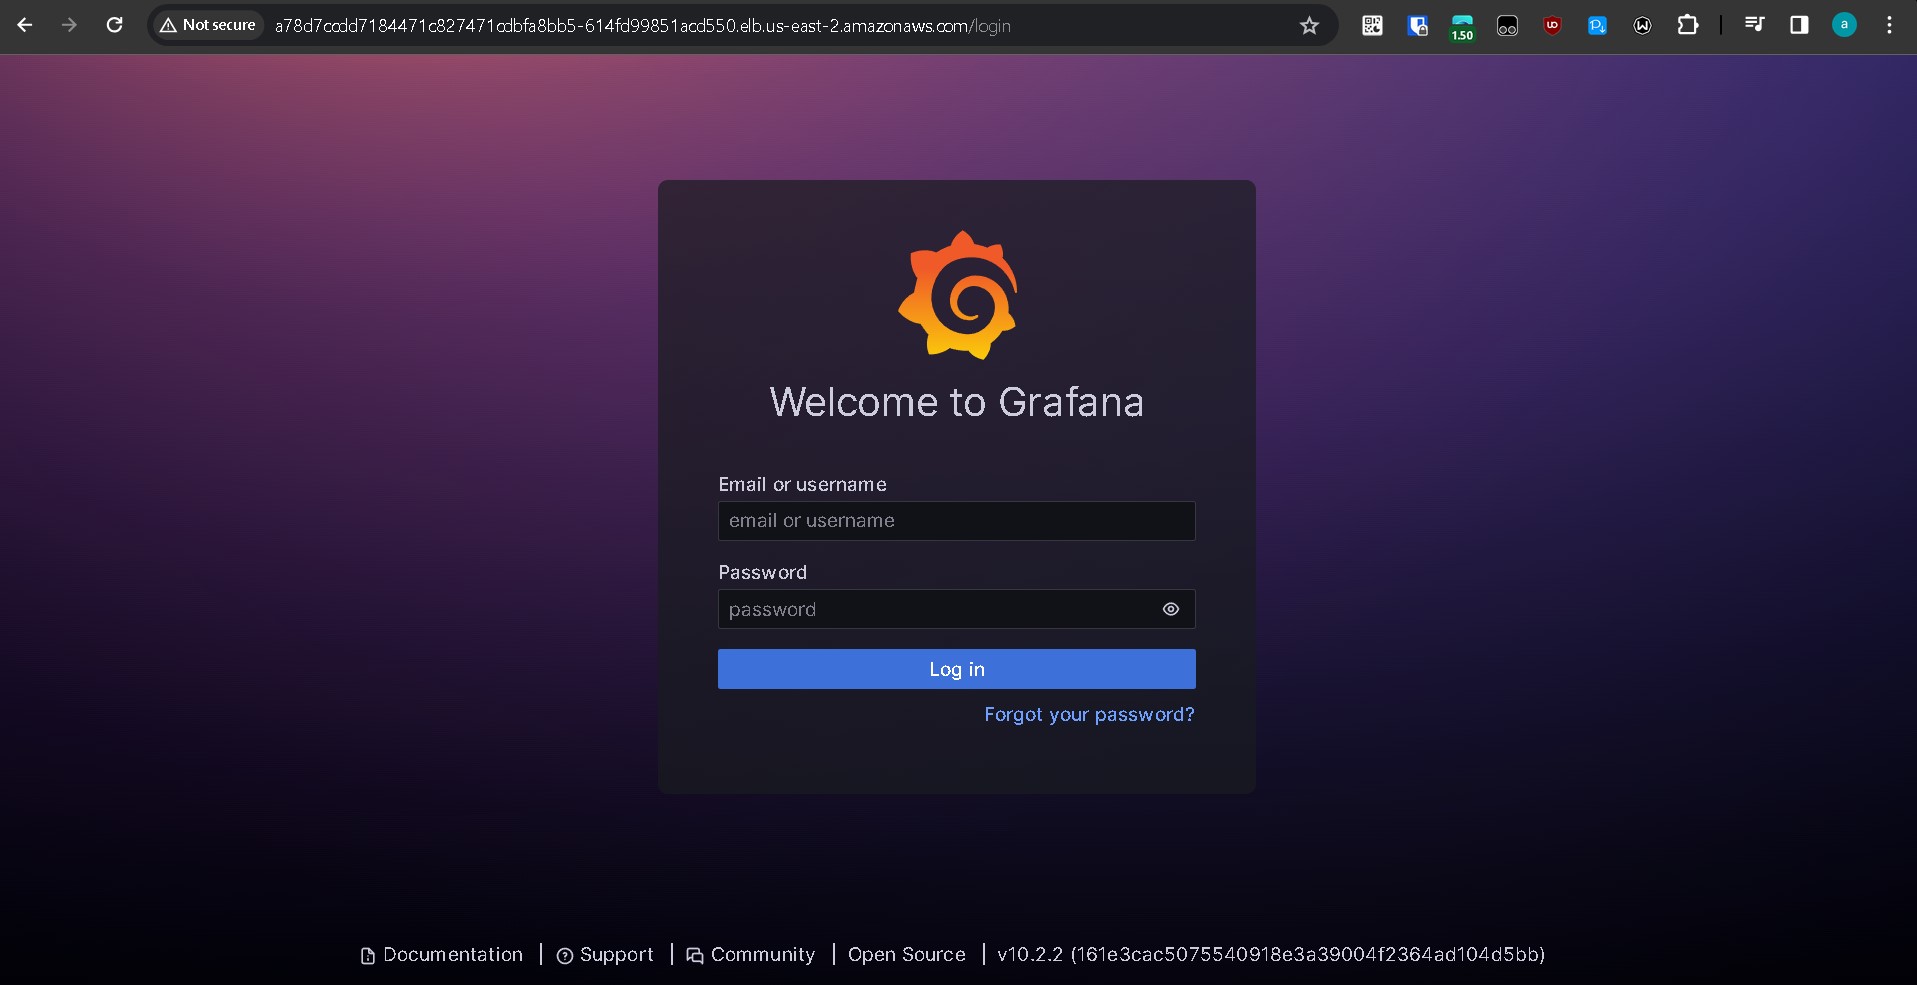 Not secure a78d7ccdd7184471c827471cdbfa8bb5-614fd99851acd550.elb.us-east-2.amazonaws.com/login
1.50
a
Welcome to Grafana
Email or username
email or username
Password
password
Log in
Forgot your password?
Documentation | Support | Community | Open Source | v10.2.2 (161e3cac5075540918e3a39004f2364ad104d5bb)